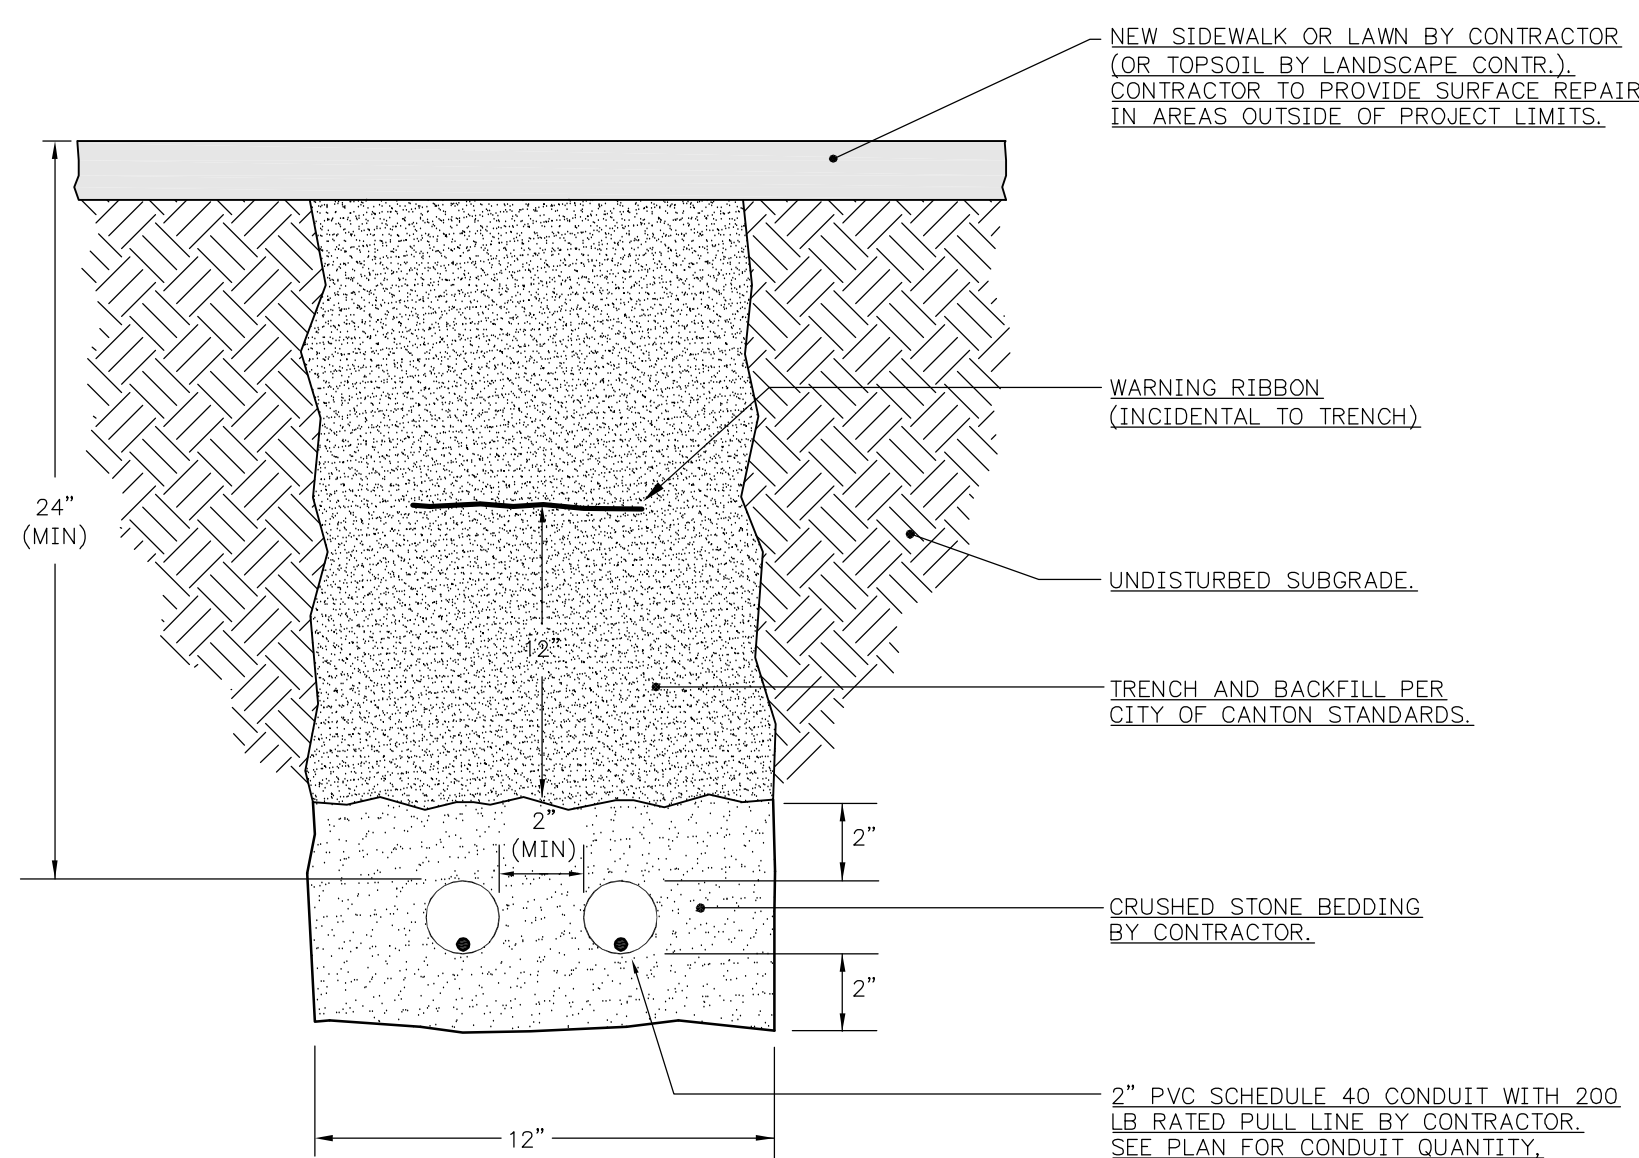 NEW SIDEWALK OR LAWN BY CONTRACTOR
(OR TOPSOIL BY LANDSCAPE CONTR.).
CONTRACTOR TO PROVIDE SURFACE REPAIR
IN AREAS OUTSIDE OF PROJECT LIMITS.
WARNING RIBBON
(INCIDENTAL TO TRENCH)
24”
(MIN)
UNDISTURBED SUBGRADE.
12”
TRENCH AND BACKFILL PER
CITY OF CANTON STANDARDS.
2”
(MIN)
2”
CRUSHED STONE BEDDING
BY CONTRACTOR.
2”
2” PVC SCHEDULE 40 CONDUIT WITH 200
LB RATED PULL LINE BY CONTRACTOR.
SEE PLAN FOR CONDUIT QUANTITY,
12”